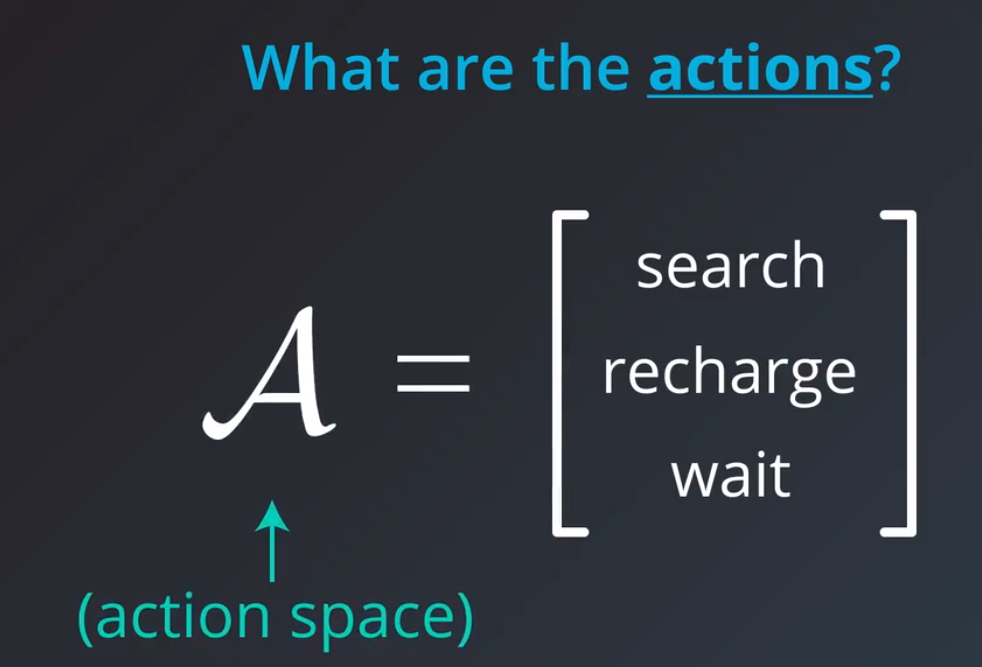 What are the actions?
𝒜 =
search
recharge
wait
(action space)